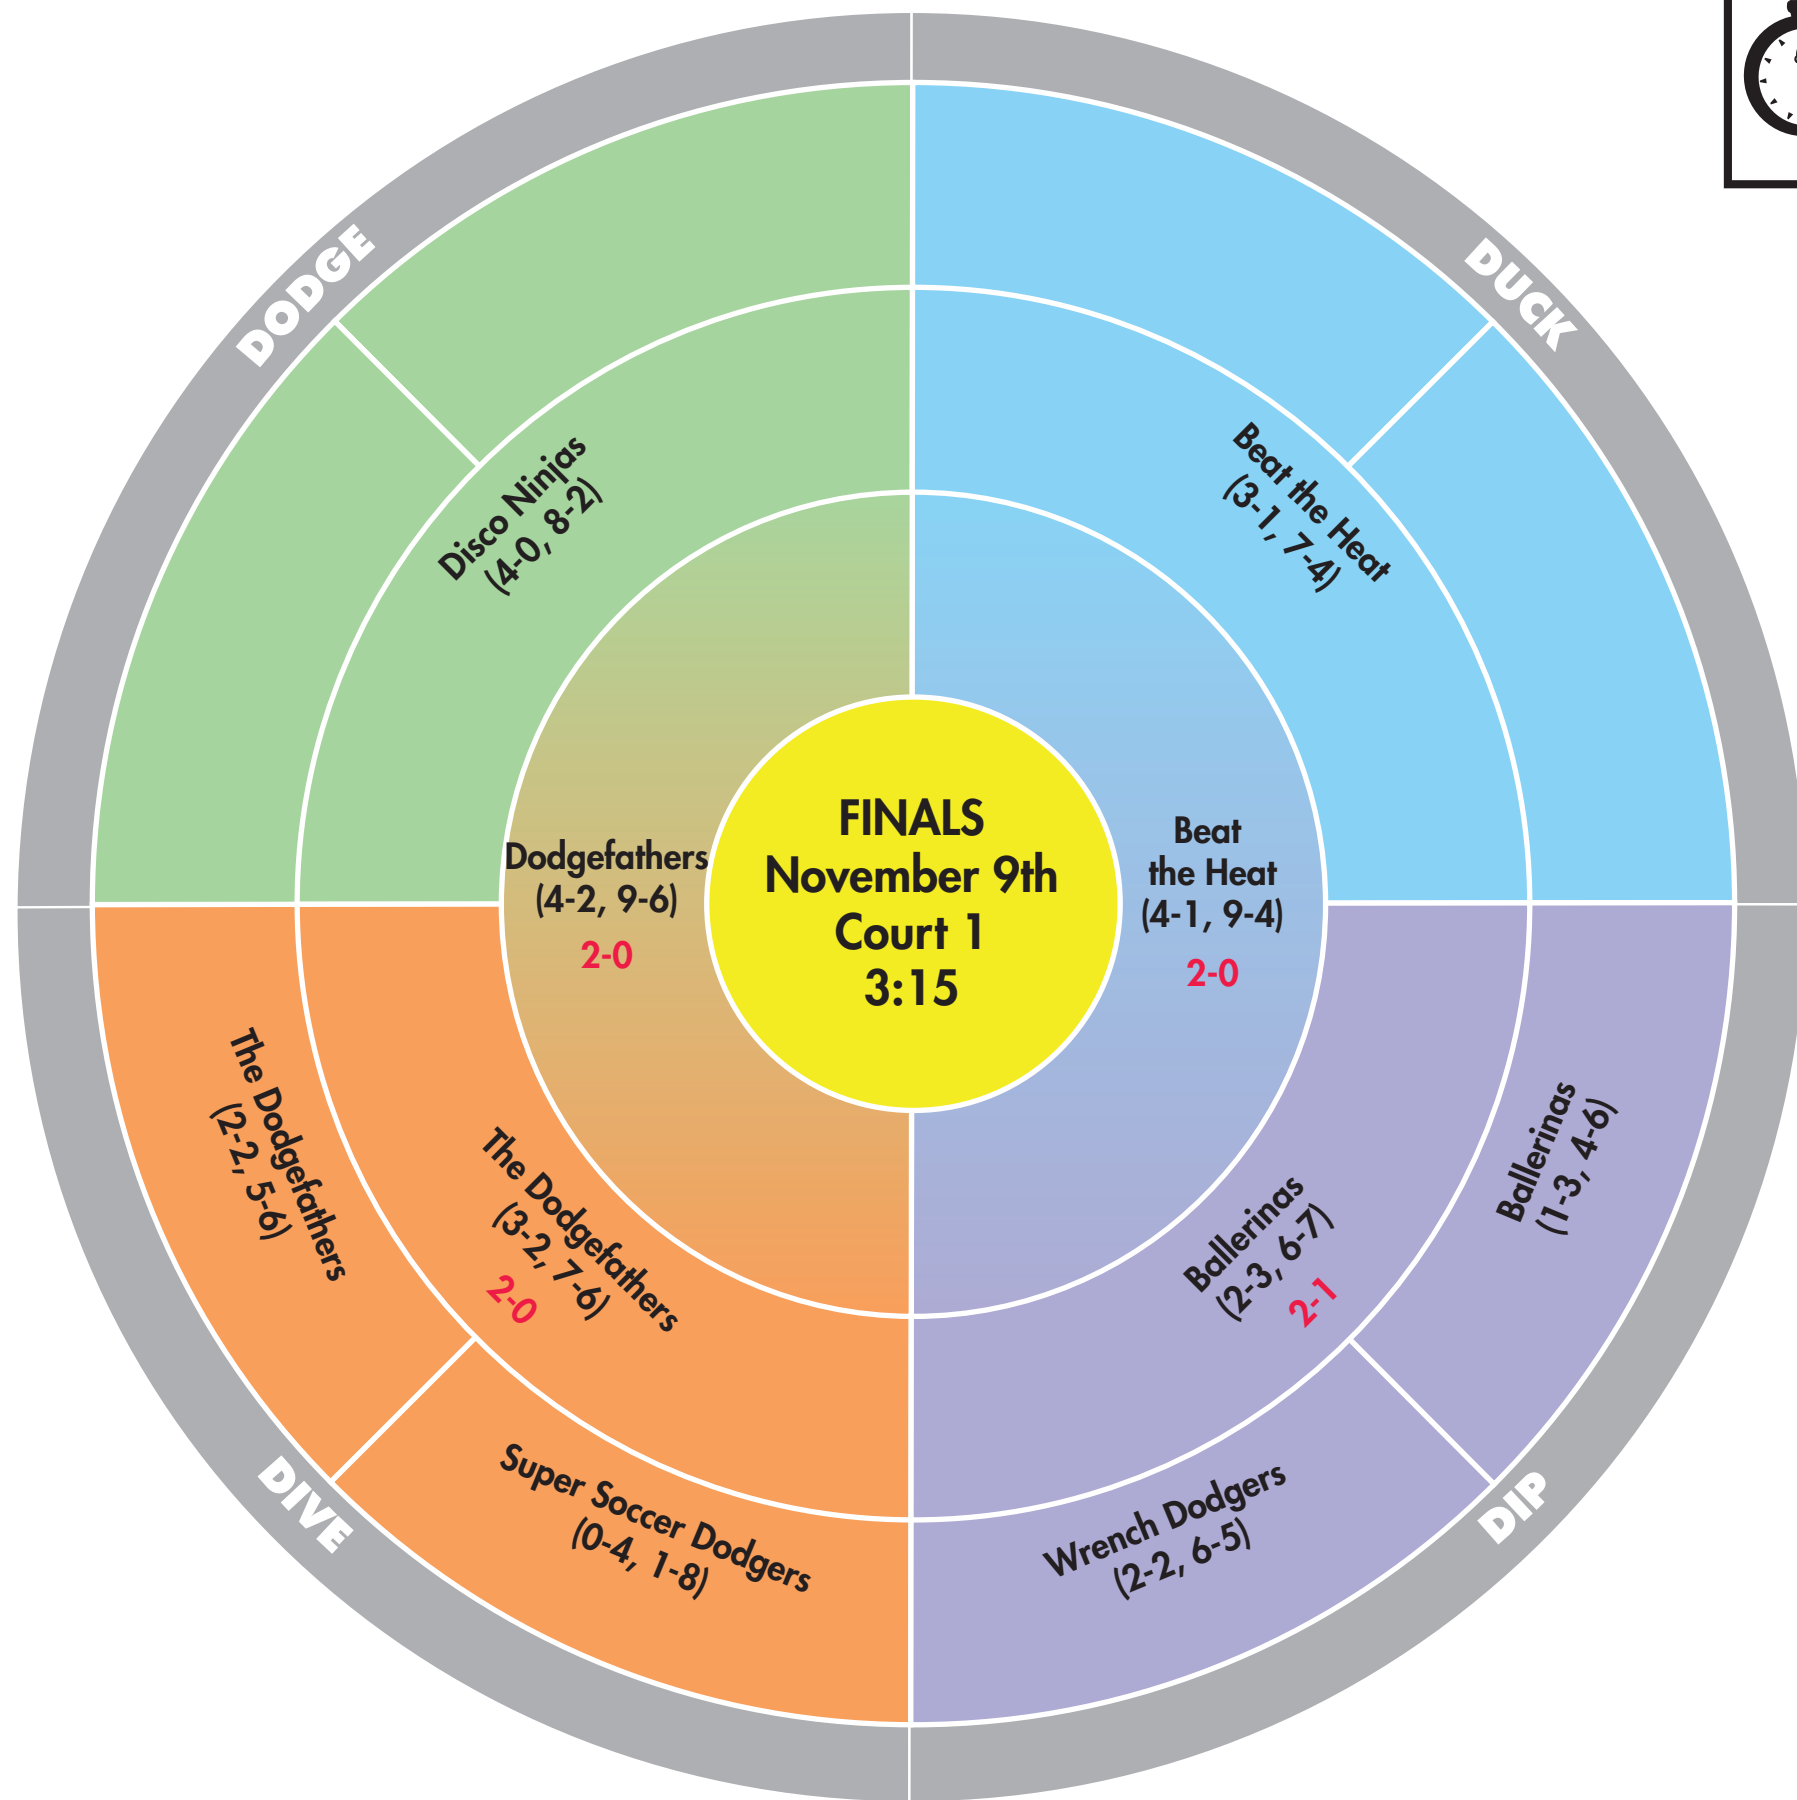 DODGE
DUCK
Disco Ninjas
(4-0, 8-2)
Beat the Heat
(3-1, 7-4)
Dodgefathers
(4-2, 9-6)
2-0
FINALS
November 9th
Court 1
3:15
Beat
the Heat
(4-1, 9-4)
2-0
The Dodgefathers
(2-2, 5-6)
The Dodgefathers
(3-2, 7-6)
2-0
Ballerinas
(2-3, 6-7)
2-1
Ballerinas
(1-3, 4-6)
Super Soccer Dodgers
(0-4, 1-8)
Wrench Dodgers
(2-2, 6-5)
DIVE
DIP